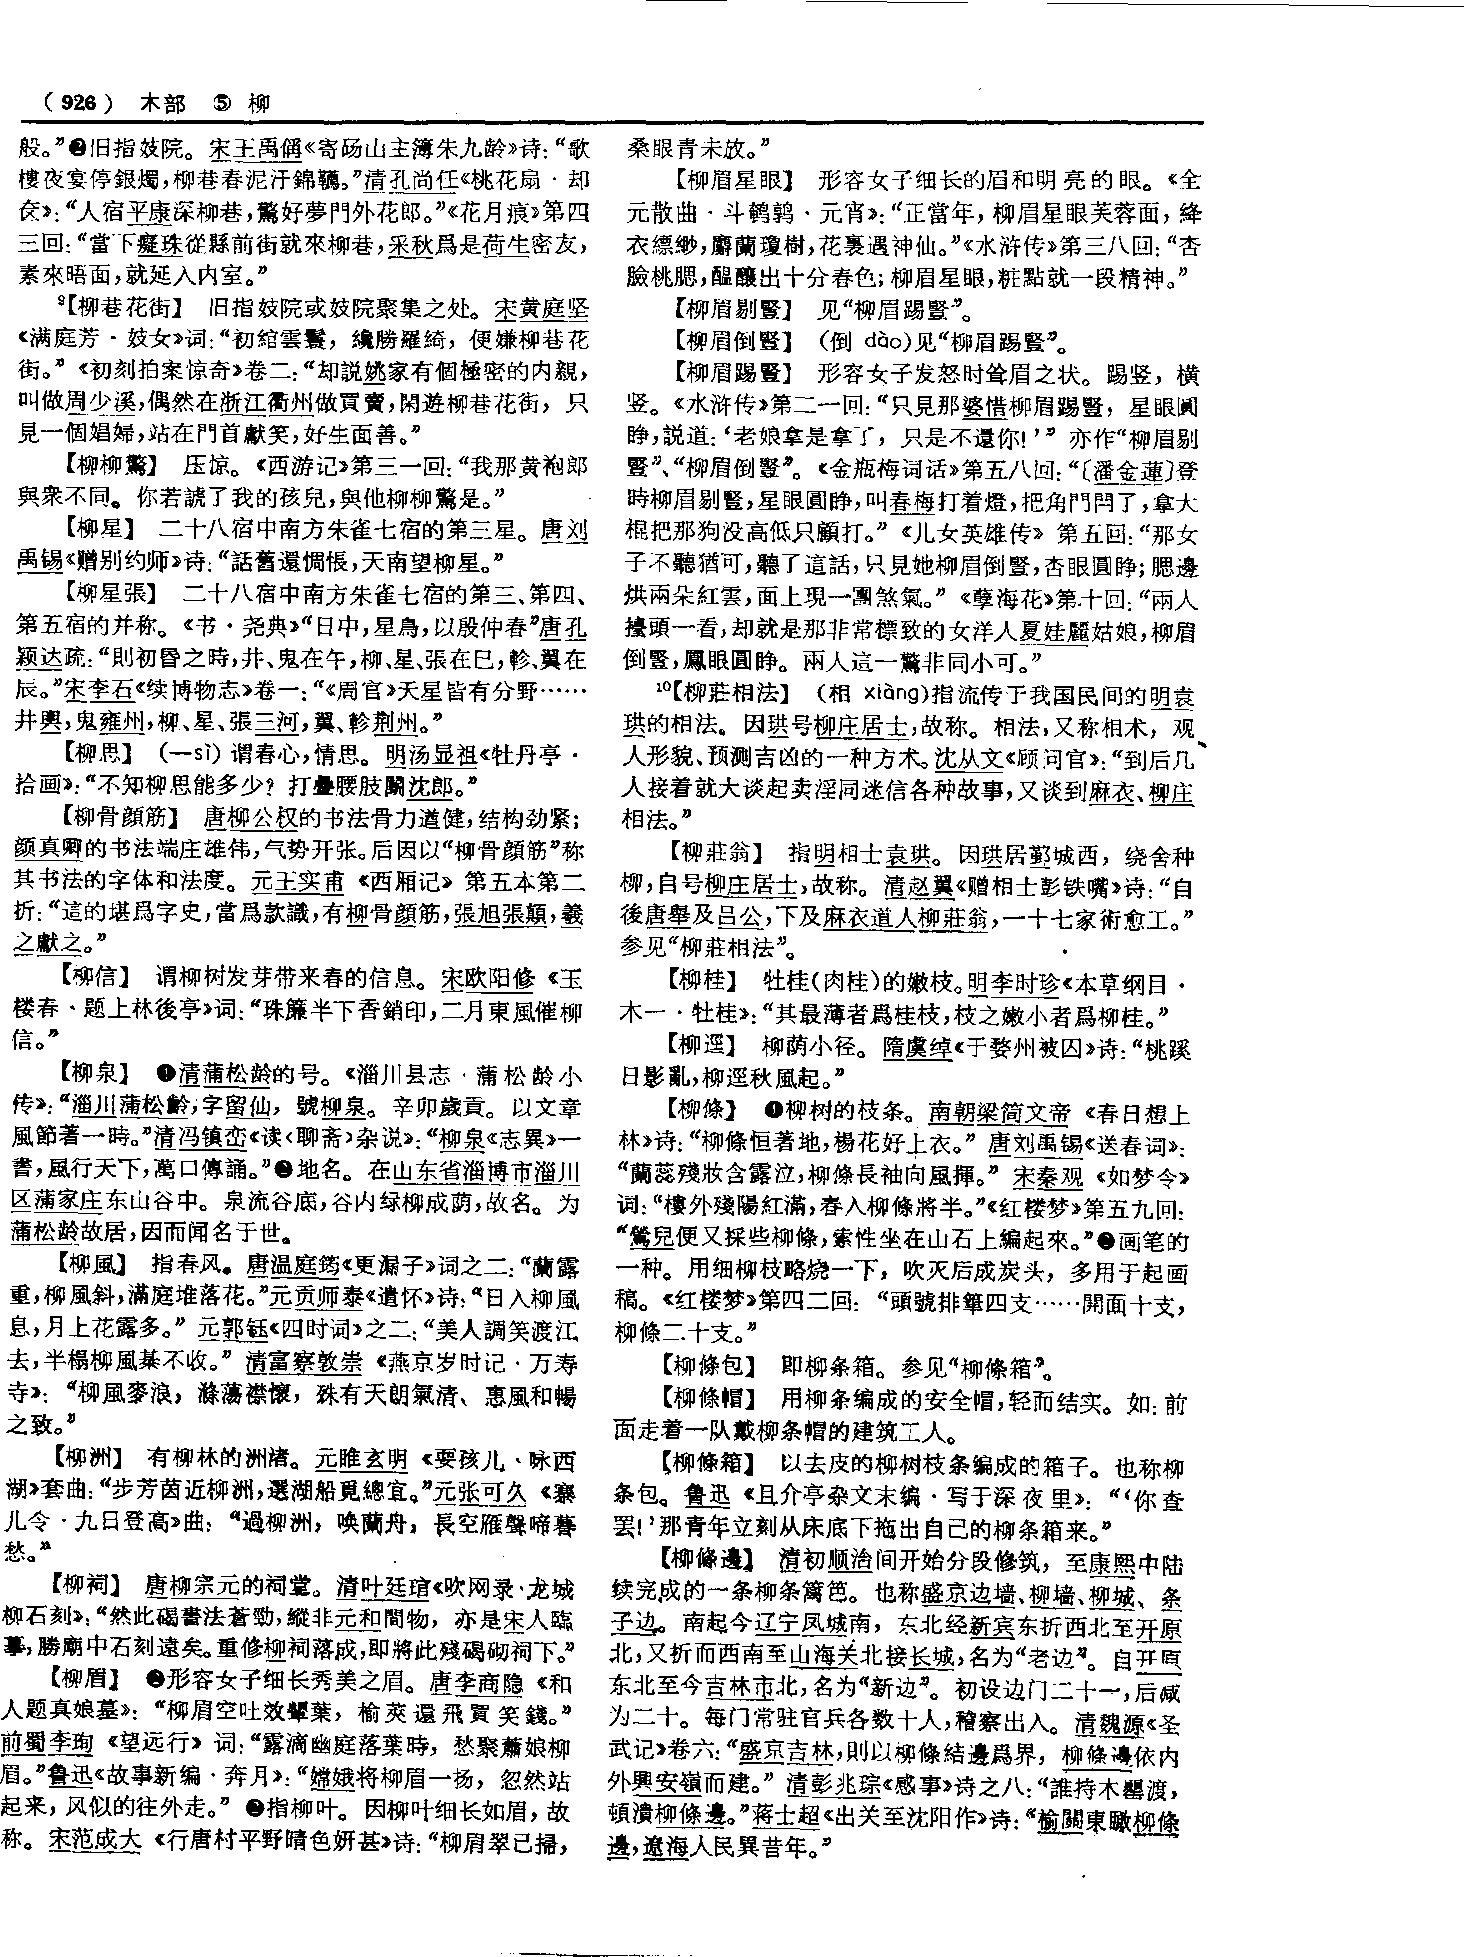 （926） 木部 ⑤ 柳
般。”❷旧指妓院。宋王禹偁《寄砀山主簿朱九龄》诗：“歌
樓夜宴停銀燭，柳巷春泥汙錦韉。”清孔尚任《桃花扇·却
奁》：“人宿平康深柳巷，驚好夢門外花郎。”《花月痕》第四
三回：“當下癡珠從縣前街就來柳巷，采秋爲是荷生密友，
素來晤面，就延入内室。”
⁹【柳巷花街】 旧指妓院或妓院聚集之处。宋黄庭坚
《满庭芳·妓女》词：“初綰雲鬟，纔勝羅綺，便嫌柳巷花
街。”《初刻拍案惊奇》卷二：“却説姚家有個極密的内親，
叫做周少溪，偶然在浙江衢州做買賣，閑遊柳巷花街，只
見一個娼婦，站在門首獻笑，好生面善。”
【柳柳驚】 压惊。《西游记》第三一回：“我那黄袍郎
與衆不同。你若諕了我的孩兒，與他柳柳驚是。”
【柳星】 二十八宿中南方朱雀七宿的第三星。唐刘
禹锡《赠别约师》诗：“話舊還惆悵，天南望柳星。”
【柳星張】 二十八宿中南方朱雀七宿的第三、第四、
第五宿的并称。《书·尧典》“日中，星鳥，以殷仲春”唐孔
颖达疏：“則初昏之時，井、鬼在午，柳、星、張在巳，軫、翼在
辰。”宋李石《续博物志》卷一：“《周官》天星皆有分野……
井輿，鬼雍州，柳、星、張三河，翼、軫荆州。”
【柳思】 （—sì）谓春心，情思。明汤显祖《牡丹亭·
拾画》：“不知柳思能多少？打疊腰肢鬭沈郎。”
【柳骨顔筋】 唐柳公权的书法骨力遒健，结构劲紧；
颜真卿的书法端庄雄伟，气势开张。后因以“柳骨顔筋”称
其书法的字体和法度。元王实甫《西厢记》第五本第二
折：“這的堪爲字史，當爲款識，有柳骨顔筋，張旭張顛，羲
之獻之。”
【柳信】 谓柳树发芽带来春的信息。宋欧阳修《玉
楼春·题上林後亭》词：“珠簾半下香銷印，二月東風催柳
信。”
【柳泉】 ❶清蒲松龄的号。《淄川县志·蒲松龄小
传》：“淄川蒲松齡，字留仙，號柳泉。辛卯歲貢。以文章
風節著一時。”清冯镇峦《读〈聊斋〉杂说》：“柳泉《志異》一
書，風行天下，萬口傳誦。”❷地名。在山东省淄博市淄川
区蒲家庄东山谷中。泉流谷底，谷内绿柳成荫，故名。为
蒲松龄故居，因而闻名于世。
【柳風】 指春风。唐温庭筠《更漏子》词之二：“蘭露
重，柳風斜，满庭堆落花。”元贡师泰《遣怀》诗：“日入柳風
息，月上花露多。”元郭钰《四时词》之二：“美人調笑渡江
去，半榻柳風棊不收。”清富察敦崇《燕京岁时记·万寿
寺》：“柳風麥浪，滌蕩襟懷，殊有天朗氣清、惠風和暢
之致。”
【柳洲】 有柳林的洲渚。元睢玄明《耍孩儿·咏西
湖》套曲：“步芳茵近柳洲，選湖船覓總宜。”元张可久《寨
儿令·九日登高》曲：“過柳洲，唤蘭舟，長空雁聲啼暮
愁。”
【柳祠】 唐柳宗元的祠堂。清叶廷琯《吹网录·龙城
柳石刻》：“然此碣書法蒼勁，縱非元和間物，亦是宋人臨
摹，勝廟中石刻遠矣。重修柳祠落成，即將此殘碣砌祠下。”
【柳眉】 ❶形容女子细长秀美之眉。唐李商隐《和
人题真娘墓》：“柳眉空吐效顰葉，榆莢還飛買笑錢。”
前蜀李珣《望远行》词：“露滴幽庭落葉時，愁聚蕭娘柳
眉。”鲁迅《故事新编·奔月》：“嫦娥将柳眉一扬，忽然站
起来，风似的往外走。”❷指柳叶。因柳叶细长如眉，故
称。宋范成大《行唐村平野晴色妍甚》诗：“柳眉翠已掃，
桑眼青未放。”
【柳眉星眼】 形容女子细长的眉和明亮的眼。《全
元散曲·斗鹌鹑·元宵》：“正當年，柳眉星眼芙蓉面，絳
衣縹緲，麝蘭瓊樹，花裏遇神仙。”《水浒传》第三八回：“杏
臉桃腮，醖釀出十分春色；柳眉星眼，粧點就一段精神。”
【柳眉剔豎】 见“柳眉踢豎”。
【柳眉倒豎】 （倒 dào）见“柳眉踢豎”。
【柳眉踢豎】 形容女子发怒时耸眉之状。踢竖，横
竖。《水浒传》第二一回：“只見那婆惜柳眉踢豎，星眼圓
睁，説道：‘老娘拿是拿了，只是不還你！’”亦作“柳眉剔
豎”、“柳眉倒豎”。《金瓶梅词话》第五八回：“〔潘金蓮〕登
時柳眉剔豎，星眼圓睁，叫春梅打着燈，把角門閂了，拿大
棍把那狗没高低只顧打。”《儿女英雄传》第五回：“那女
子不聽猶可，聽了這話，只見她柳眉倒豎，杏眼圓睁；腮邊
烘兩朵紅雲，面上現一團煞氣。”《孽海花》第十回：“兩人
擡頭一看，却就是那非常標致的女洋人夏娃麗姑娘，柳眉
倒豎，鳳眼圓睁。兩人這一驚非同小可。”
¹⁰【柳莊相法】 （相 xiàng）指流传于我国民间的明袁
珙的相法。因珙号柳庄居士，故称。相法，又称相术，观
人形貌、预测吉凶的一种方术。沈从文《顾问官》：“到后几
人接着就大谈起卖淫同迷信各种故事，又谈到麻衣、柳庄
相法。”
【柳莊翁】 指明相士袁珙。因珙居鄞城西，绕舍种
柳，自号柳庄居士，故称。清赵翼《赠相士彭铁嘴》诗：“自
後唐舉及吕公，下及麻衣道人柳莊翁，一十七家術愈工。”
参见“柳莊相法”。
【柳桂】 牡桂（肉桂）的嫩枝。明李时珍《本草纲目·
木一·牡桂》：“其最薄者爲桂枝，枝之嫩小者爲柳桂。”
【柳逕】 柳荫小径。隋虞绰《于婺州被囚》诗：“桃蹊
日影亂，柳逕秋風起。”
【柳條】 ❶柳树的枝条。南朝梁简文帝《春日想上
林》诗：“柳條恒著地，楊花好上衣。”唐刘禹锡《送春词》：
“蘭蕊殘妝含露泣，柳條長袖向風揮。”宋秦观《如梦令》
词：“樓外殘陽紅滿，春入柳條將半。”《红楼梦》第五九回：
“鶯兒便又採些柳條，索性坐在山石上編起來。”❷画笔的
一种。用细柳枝略烧一下，吹灭后成炭头，多用于起画
稿。《红楼梦》第四二回：“頭號排筆四支……開面十支，
柳條二十支。”
【柳條包】 即柳条箱。参见“柳條箱”。
【柳條帽】 用柳条编成的安全帽，轻而结实。如：前
面走着一队戴柳条帽的建筑工人。
【柳條箱】 以去皮的柳树枝条编成的箱子。也称柳
条包。鲁迅《且介亭杂文末编·写于深夜里》：“‘你查
罢！’那青年立刻从床底下拖出自己的柳条箱来。”
【柳條邊】 清初顺治间开始分段修筑，至康熙中陆
续完成的一条柳条篱笆。也称盛京边墙、柳墙、柳城、条
子边。南起今辽宁凤城南，东北经新宾东折西北至开原
北，又折而西南至山海关北接长城，名为“老边”。自开原
东北至今吉林市北，名为“新边”。初设边门二十一，后减
为二十。每门常驻官兵各数十人，稽察出入。清魏源《圣
武记》卷六：“盛京吉林，則以柳條結邊爲界，柳條邊依内
外興安嶺而建。”清彭兆琮《感事》诗之八：“誰持木罌渡，
頓潰柳條邊。”蒋士超《出关至沈阳作》诗：“榆關東瞰柳條
邊，遼海人民異昔年。”